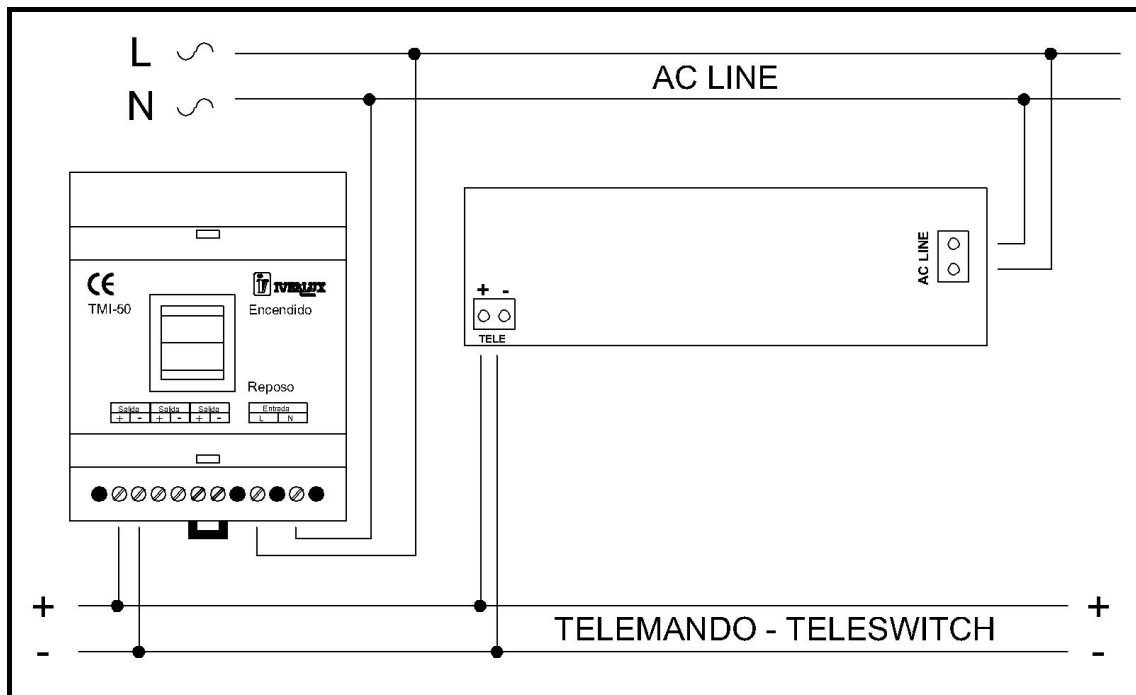 L
AC LINE
N
CE
IVERLUX
TMI-50
Encendido
Reposo
Salida Salida Salida Entrada
+ - + - + - L N
AC LINE
+ -
TELE
+ +
TELEMANDO - TELESWITCH
- -